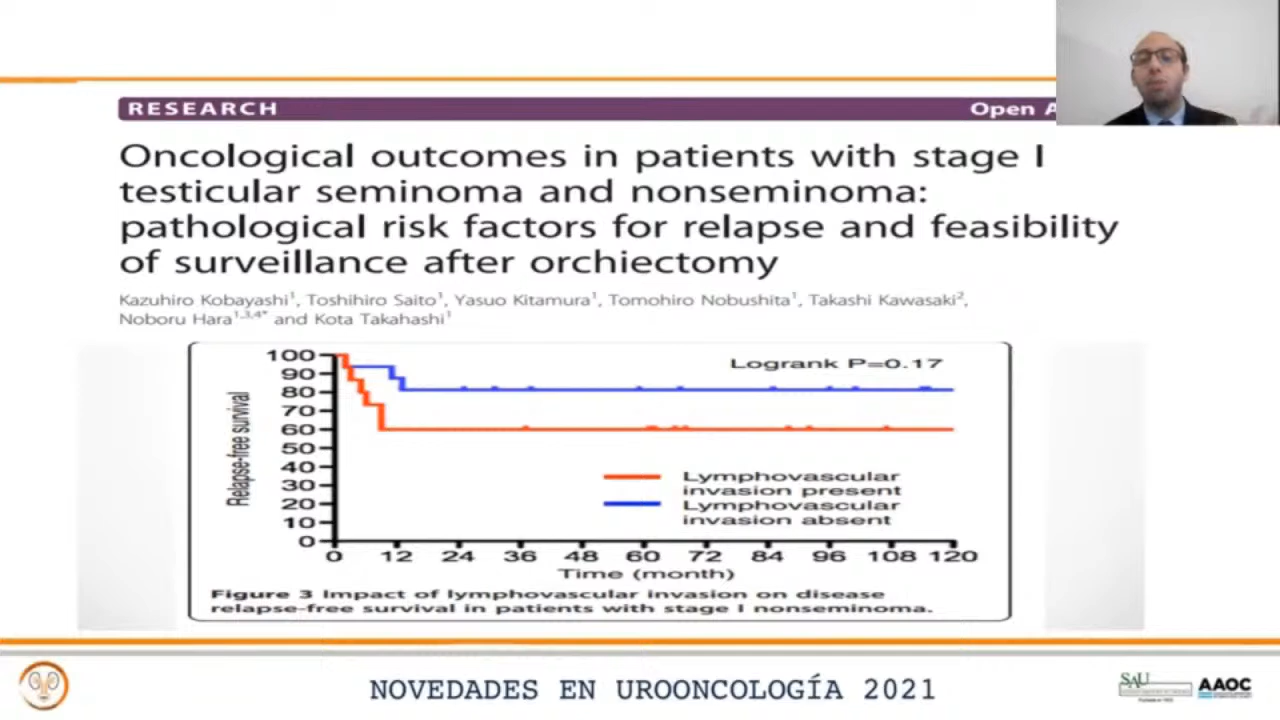 RESEARCH
Open A
Oncological outcomes in patients with stage I
testicular seminoma and nonseminoma:
pathological risk factors for relapse and feasibility
of surveillance after orchiectomy
Kazuhiro Kobayashi1, Toshihiro Saito1, Yasuo Kitamura1, Tomohiro Nobushita1, Takashi Kawasaki2,
Noboru Hara1,3,4* and Kota Takahashi1
Logrank P=0.17
100
90
80
70
60
50
40
30
20
10
0
Relapse-free survival
Lymphovascular
invasion present
Lymphovascular
invasion absent
0 12 24 36 48 60 72 84 96 108 120
Time (month)
Figure 3 Impact of lymphovascular invasion on disease
relapse-free survival in patients with stage I nonseminoma.
NOVEDADES EN UROONCOLOGÍA 2021
SAU
AAOC